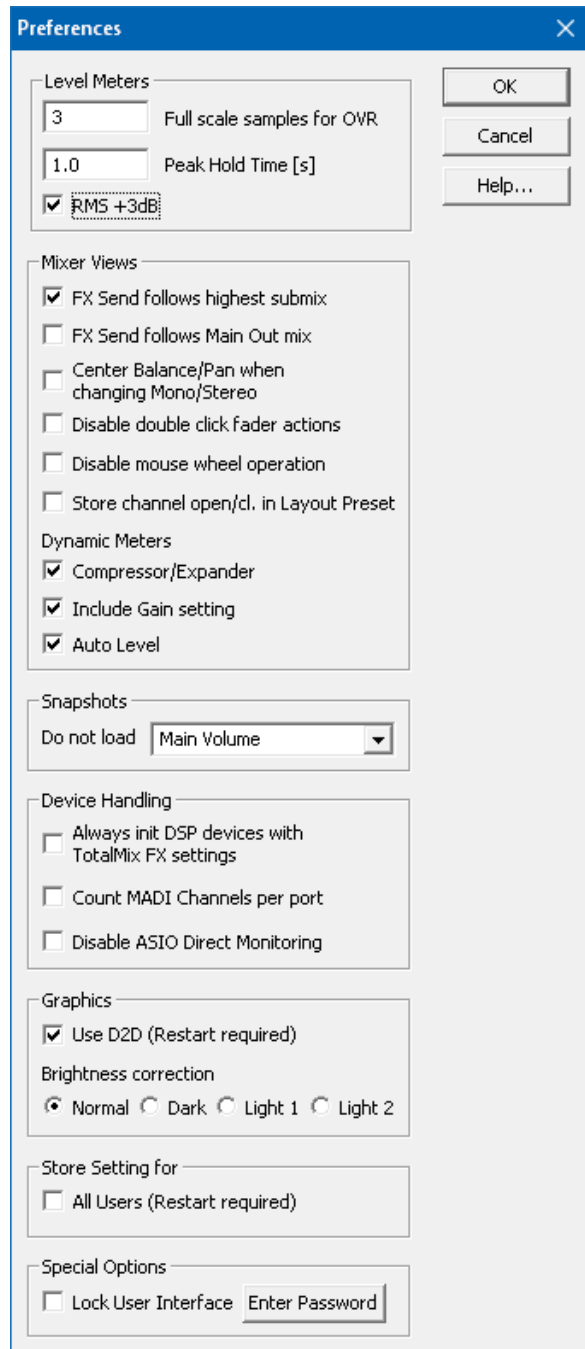 Preferences
Level Meters
OK
3 Full scale samples for OVR
Cancel
1.0 Peak Hold Time [s]
Help...
RMS +3dB
Mixer Views
FX Send follows highest submix
FX Send follows Main Out mix
Center Balance/Pan when
changing Mono/Stereo
Disable double click fader actions
Disable mouse wheel operation
Store channel open/cl. in Layout Preset
Dynamic Meters
Compressor/Expander
Include Gain setting
Auto Level
Snapshots
Do not load Main Volume
Device Handling
Always init DSP devices with
TotalMix FX settings
Count MADI Channels per port
Disable ASIO Direct Monitoring
Graphics
Use D2D (Restart required)
Brightness correction
Normal Dark Light 1 Light 2
Store Setting for
All Users (Restart required)
Special Options
Lock User Interface Enter Password